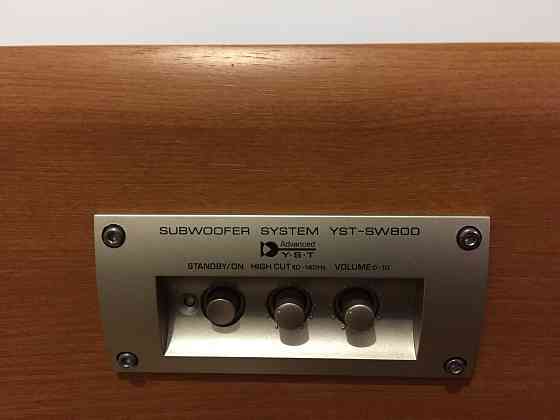 SUBWOOFER SYSTEM YST-SW800
Advanced
Y·S·T
STANDBY/ON HIGH CUT 40-140Hz VOLUME 0-10